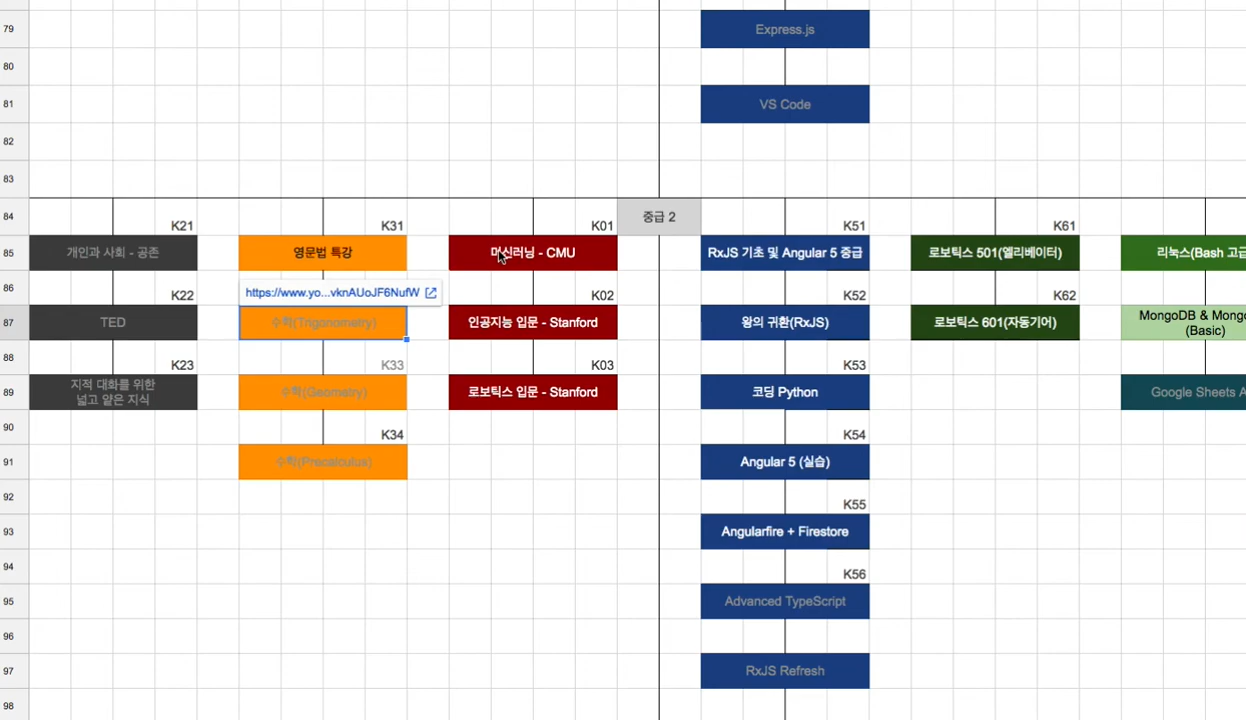 79
Express.js
80
81
VS Code
82
83
84
K21
K31
K01
중급 2
K51
K61
85
개인과 사회 - 공존
영문법 특강
머신러닝 - CMU
RxJS 기초 및 Angular 5 중급
로보틱스 501(엘리베이터)
리눅스(Bash 고급
86
K22
https://www.yo...vknAUoJF6NufW
K02
K52
K62
87
TED
수학(Trigonometry)
인공지능 입문 - Stanford
왕의 귀환(RxJS)
로보틱스 601(자동기어)
MongoDB & Mongo
(Basic)
88
K23
K33
K03
K53
89
지적 대화를 위한
넓고 얕은 지식
수학(Geometry)
로보틱스 입문 - Stanford
코딩 Python
Google Sheets A
90
K34
K54
91
수학(Precalculus)
Angular 5 (실습)
92
K55
93
Angularfire + Firestore
94
K56
95
Advanced TypeScript
96
97
RxJS Refresh
98